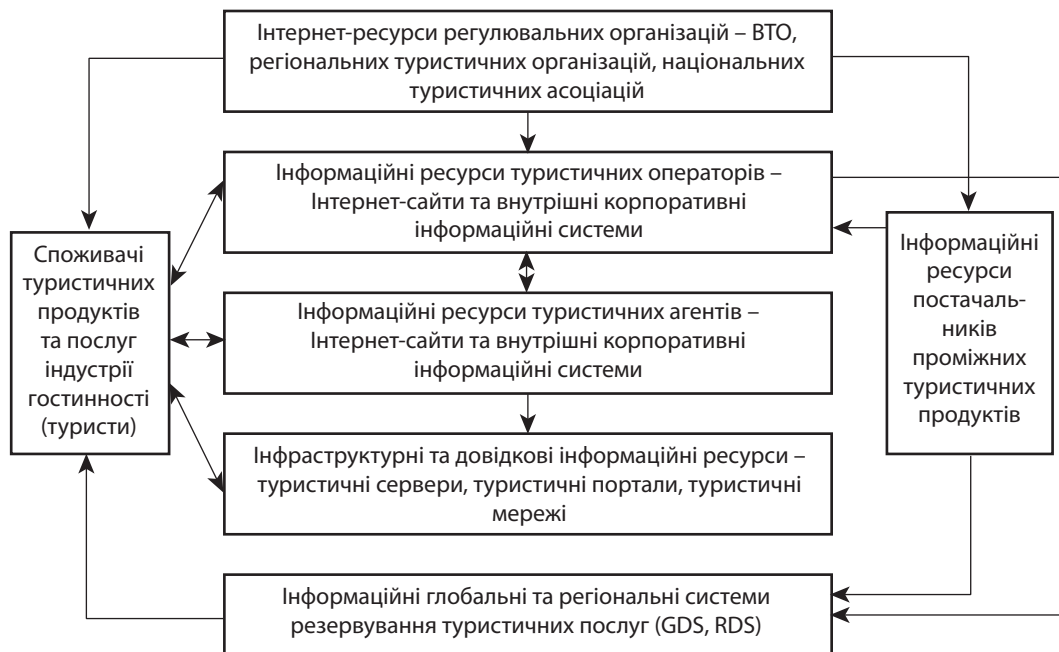 Інтернет-ресурси регулювальних організацій – ВТО,
регіональних туристичних організацій, національних
туристичних асоціацій
Інформаційні ресурси туристичних операторів –
Інтернет-сайти та внутрішні корпоративні
інформаційні системи
Споживачі
туристичних
продуктів
та послуг
індустрії
гостинності
(туристи)
Інформаційні ресурси туристичних агентів –
Інтернет-сайти та внутрішні корпоративні
інформаційні системи
Інформаційні
ресурси
постачаль-
ників
проміжних
туристичних
продуктів
Інфраструктурні та довідкові інформаційні ресурси –
туристичні сервери, туристичні портали, туристичні
мережі
Інформаційні глобальні та регіональні системи
резервування туристичних послуг (GDS, RDS)